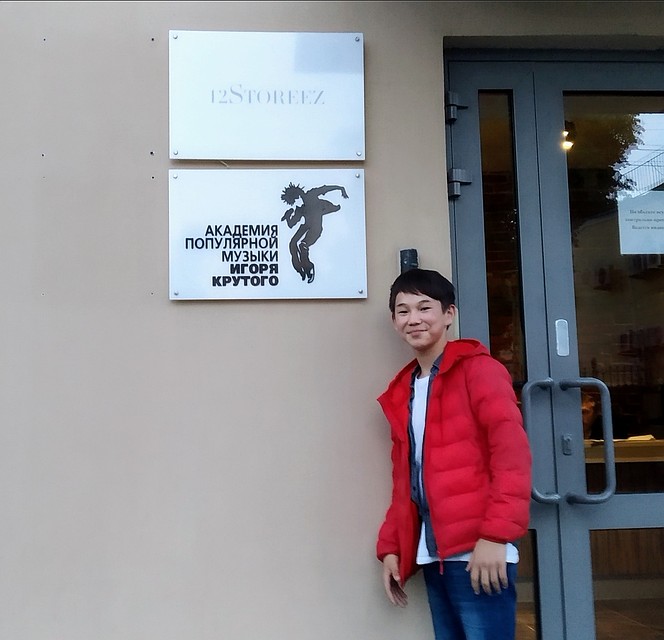 12STOREEZ
АКАДЕМИЯ
ПОПУЛЯРНОЙ
МУЗЫКИ
ИГОРЯ
КРУТОГО